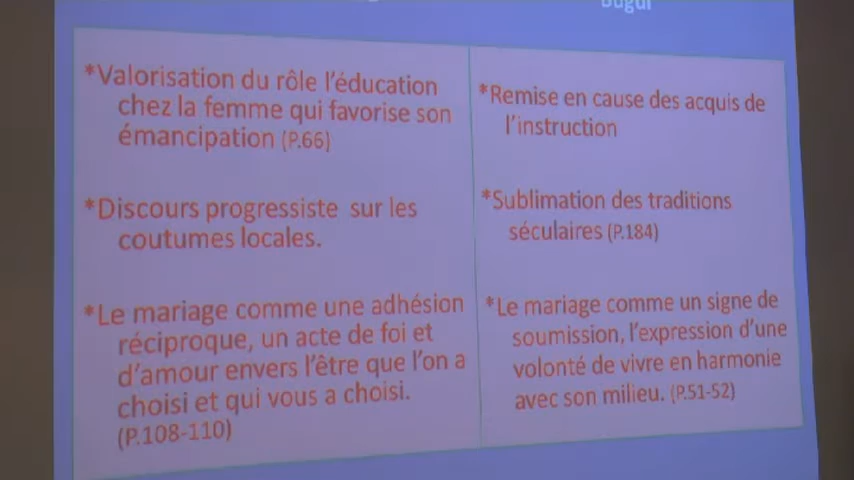 Bugul
*Valorisation du rôle l'éducation
chez la femme qui favorise son
émancipation (P.66)
*Discours progressiste sur les
coutumes locales.
*Le mariage comme une adhésion
réciproque, un acte de foi et
d'amour envers l'être que l'on a
choisi et qui vous a choisi.
(P.108-110)
*Remise en cause des acquis de
l'instruction
*Sublimation des traditions
séculaires (P.184)
*Le mariage comme un signe de
soumission, l'expression d'une
volonté de vivre en harmonie
avec son milieu. (P.51-52)